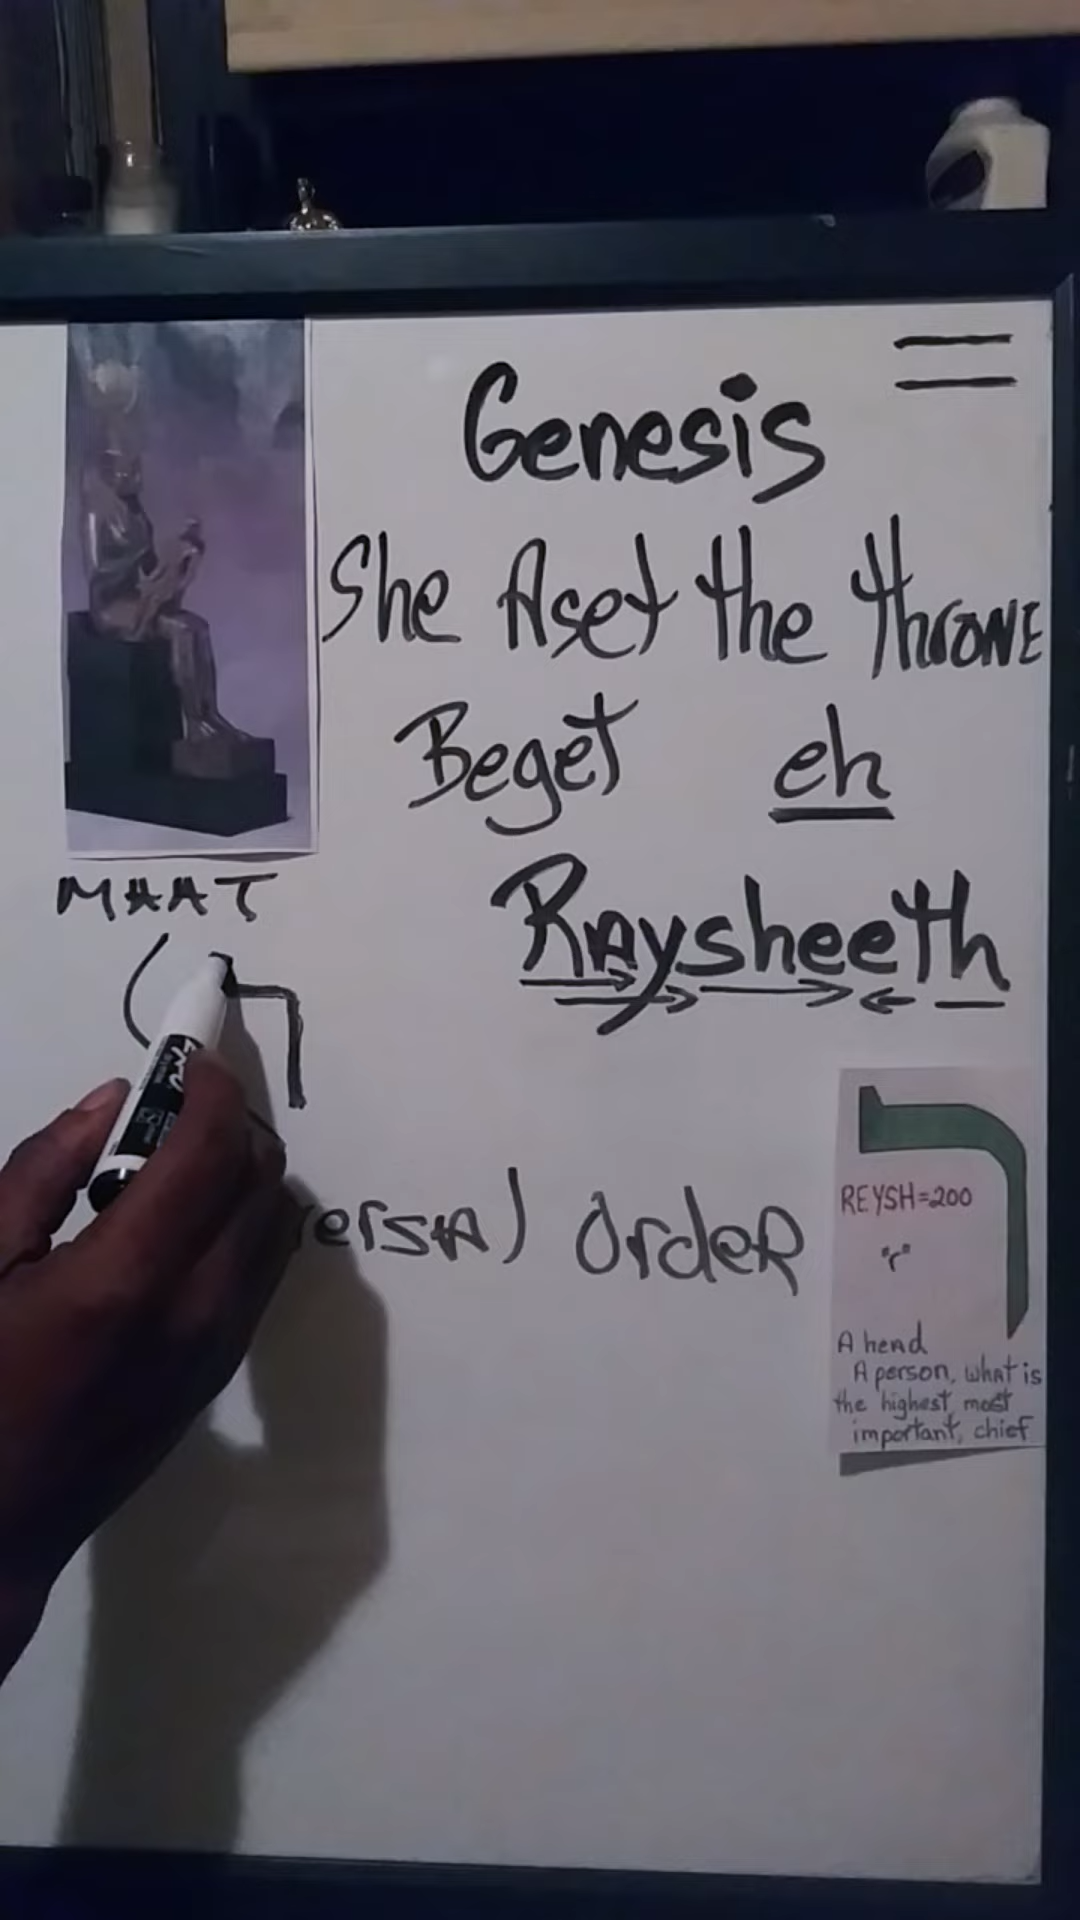 Genesis
She Aset the throne
Beget eh
Raysheeth
MAAT
EXPO
ersal Order
REYSH=200
"r"
A head
A person, what is
the highest most
important, chief